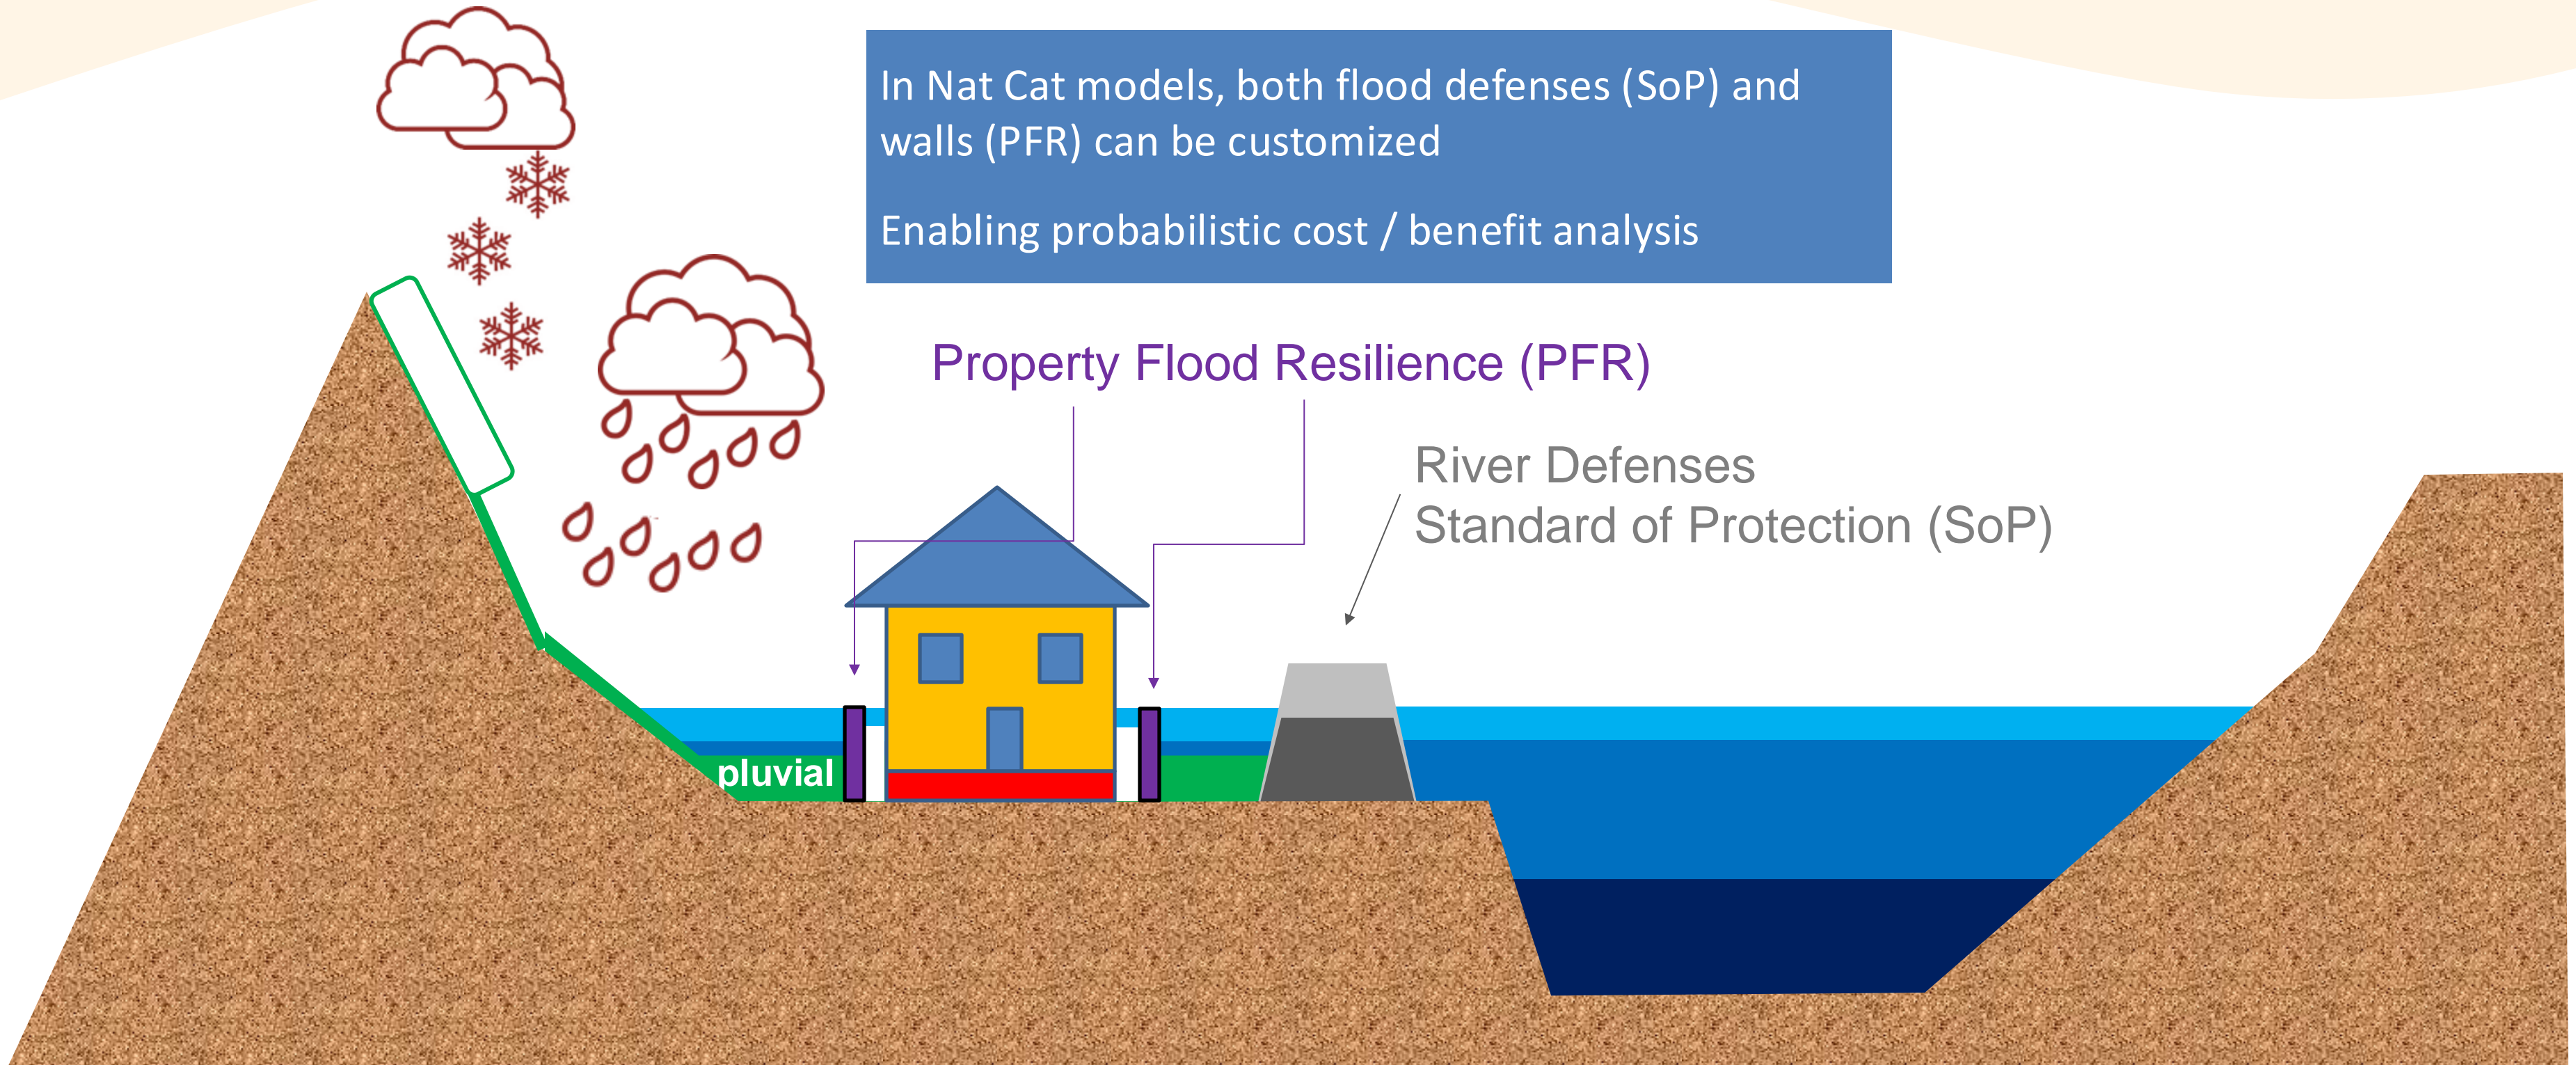 In Nat Cat models, both flood defenses (SoP) and
walls (PFR) can be customized
Enabling probabilistic cost / benefit analysis
Property Flood Resilience (PFR)
River Defenses
Standard of Protection (SoP)
pluvial